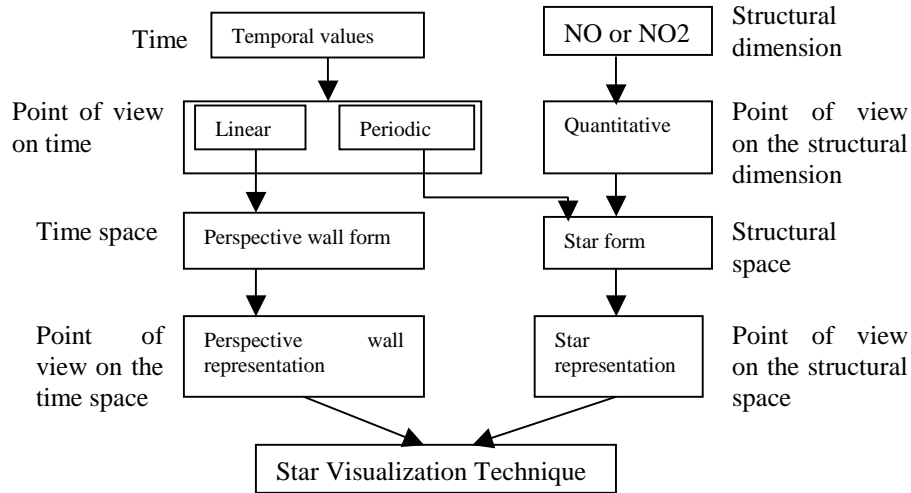 Time
Temporal values
NO or NO2
Structural
dimension
Point of view
on time
Linear
Periodic
Quantitative
Point of view
on the structural
dimension
Time space
Perspective wall form
Star form
Structural
space
Point of
view on the
time space
Perspective wall
representation
Star
representation
Point of view
on the structural
space
Star Visualization Technique